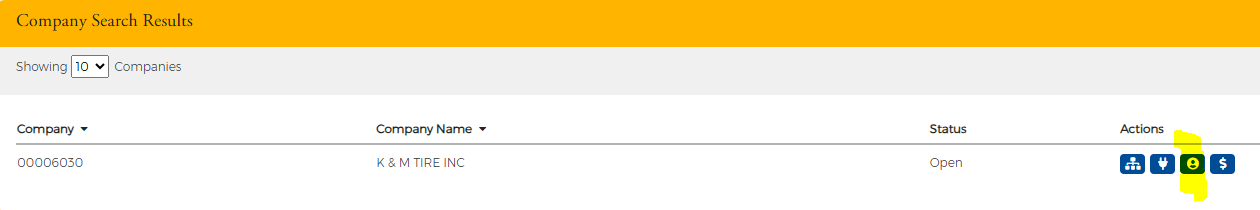 Company Search Results
Showing 10 Companies
Company Company Name Status Actions
00006030 K & M TIRE INC Open $